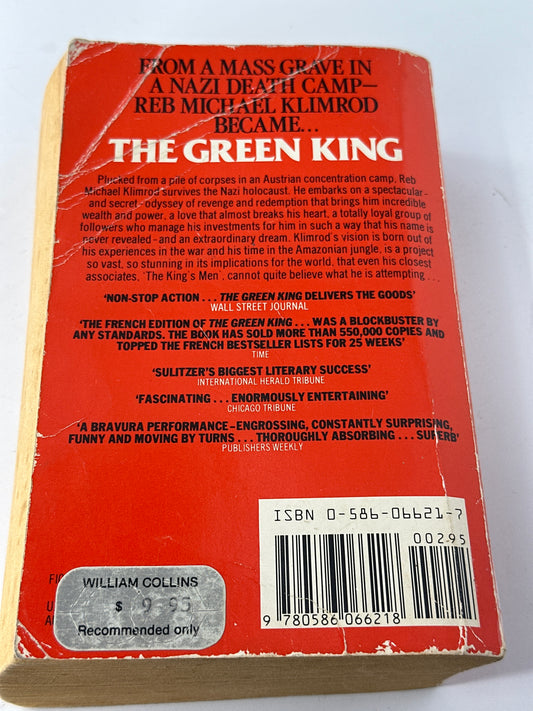 FROM A MASS GRAVE IN
A NAZI DEATH CAMP—
REB MICHAEL KLIMROD
BECAME...
THE GREEN KING
Plucked from a pile of corpses in an Austrian concentration camp, Reb
Michael Klimrod survives the Nazi holocaust. He embarks on a spectacular–
and secret–odyssey of revenge and redemption that brings him incredible
wealth and power, a love that almost breaks his heart, a totally loyal group of
followers who manage his investments for him in such a way that his name is
never revealed–and an extraordinary dream. Klimrod's vision is born out of
his experiences in the war and his time in the Amazonian jungle, is a project
so vast, so stunning in its implications for the world, that even his closest
associates, 'The King's Men', cannot quite believe what he is attempting...
'NON-STOP ACTION...THE GREEN KING DELIVERS THE GOODS'
WALL STREET JOURNAL
'THE FRENCH EDITION OF THE GREEN KING...WAS A BLOCKBUSTER BY
ANY STANDARDS. THE BOOK HAS SOLD MORE THAN 550,000 COPIES AND
TOPPED THE FRENCH BESTSELLER LISTS FOR 25 WEEKS'
TIME
'SULITZER'S BIGGEST LITERARY SUCCESS'
INTERNATIONAL HERALD TRIBUNE
'FASCINATING...ENORMOUSLY ENTERTAINING'
CHICAGO TRIBUNE
'A BRAVURA PERFORMANCE–ENGROSSING, CONSTANTLY SURPRISING,
FUNNY AND MOVING BY TURNS...THOROUGHLY ABSORBING...SUPERB'
PUBLISHERS WEEKLY
ISBN 0-586-06621-7
00295
9 780586 066218
WILLIAM COLLINS
$ 9.95
Recommended only